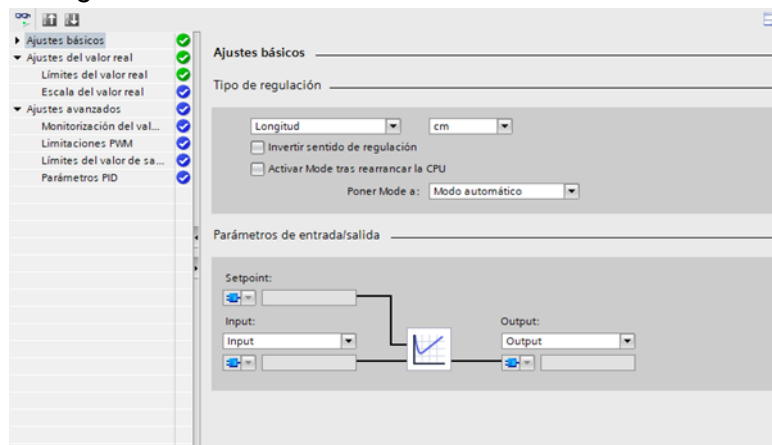 Ajustes básicos
Ajustes del valor real
Límites del valor real
Escala del valor real
Ajustes avanzados
Monitorización del val...
Limitaciones PWM
Límites del valor de sa...
Parámetros PID
Ajustes básicos
Tipo de regulación
Longitud cm
Invertir sentido de regulación
Activar Mode tras rearrancar la CPU
Poner Mode a: Modo automático
Parámetros de entrada/salida
Setpoint:
Input: Output:
Input Output